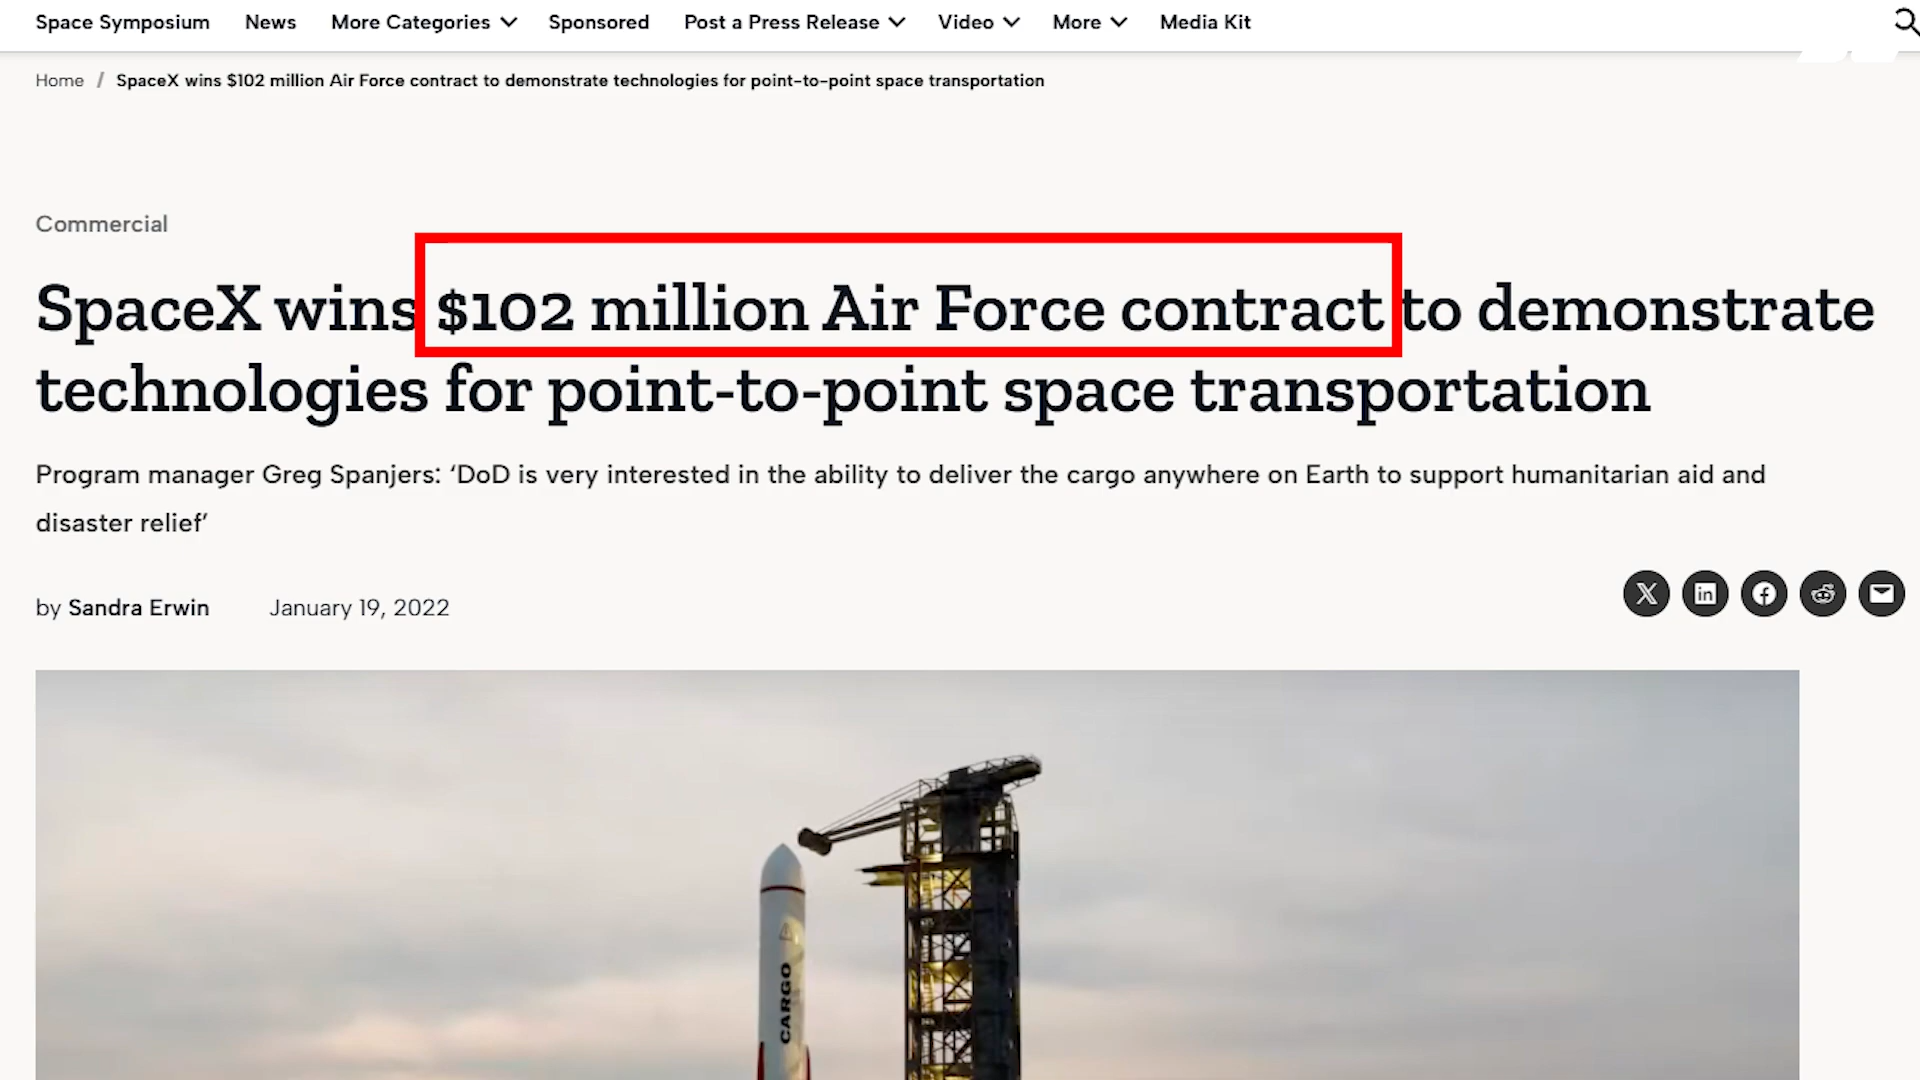 Space Symposium News More Categories Sponsored Post a Press Release Video More Media Kit
Home / SpaceX wins $102 million Air Force contract to demonstrate technologies for point-to-point space transportation
Commercial
SpaceX wins $102 million Air Force contract to demonstrate
technologies for point-to-point space transportation
Program manager Greg Spanjers: ‘DoD is very interested in the ability to deliver the cargo anywhere on Earth to support humanitarian aid and
disaster relief’
by Sandra Erwin January 19, 2022
CARGO